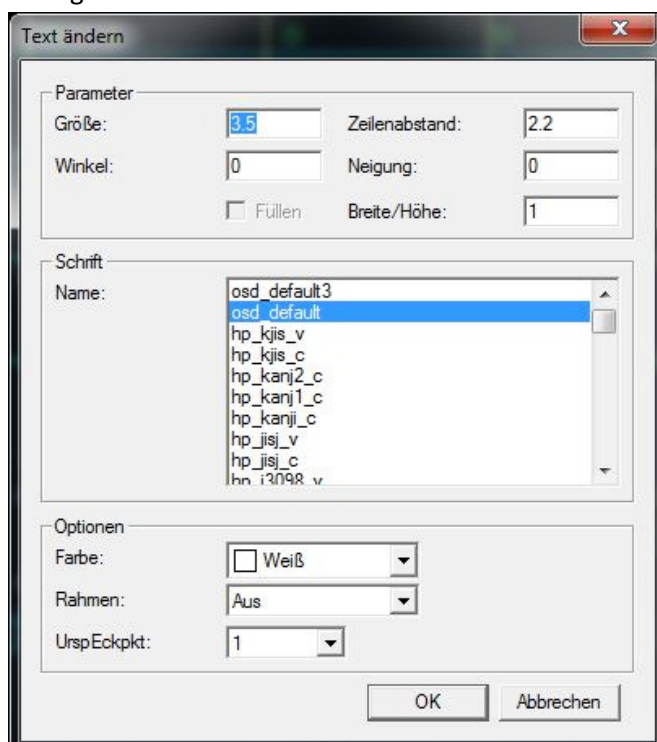 Text ändern
Parameter
Größe: 3.5 Zeilenabstand: 2.2
Winkel: 0 Neigung: 0
Füllen Breite/Höhe: 1
Schrift
Name: osd_default3
osd_default
hp_kjis_v
hp_kjis_c
hp_kanj2_c
hp_kanj1_c
hp_kanji_c
hp_jisj_v
hp_jisj_c
hp_i3098_v
Optionen
Farbe: Weiß
Rahmen: Aus
UrspEckpkt: 1
OK Abbrechen